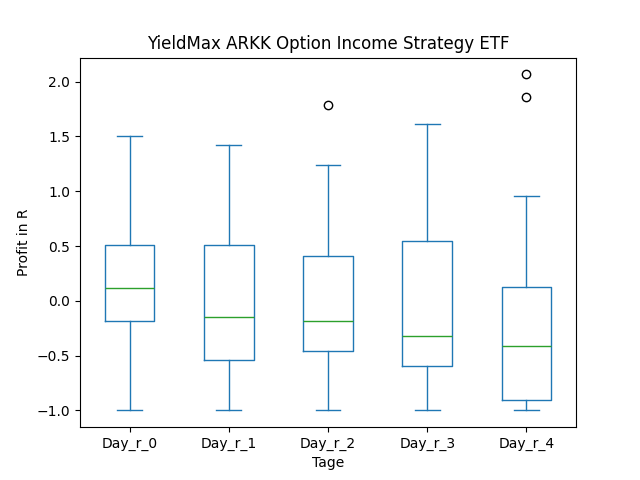 YieldMax ARKK Option Income Strategy ETF
2.0
1.5
1.0
0.5
0.0
−0.5
−1.0
Profit in R
Day_r_0 Day_r_1 Day_r_2 Day_r_3 Day_r_4
Tage